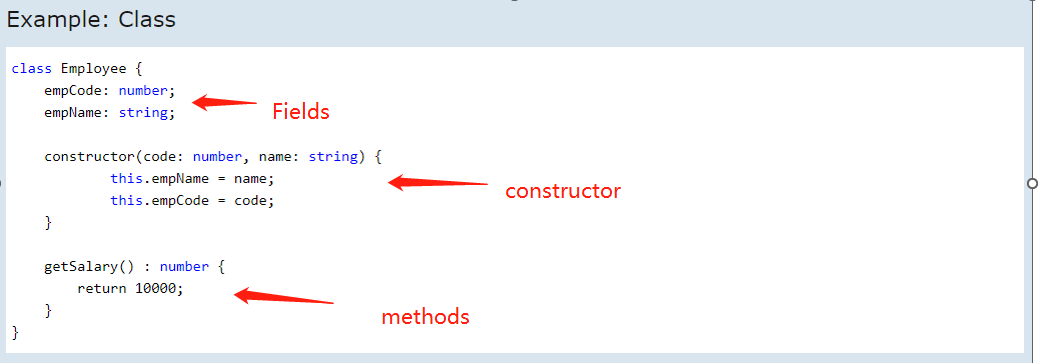 Example: Class
class Employee {
empCode: number;
empName: string;
Fields
constructor(code: number, name: string) {
this.empName = name;
this.empCode = code;
constructor
}
getSalary() : number {
return 10000;
}
methods
}